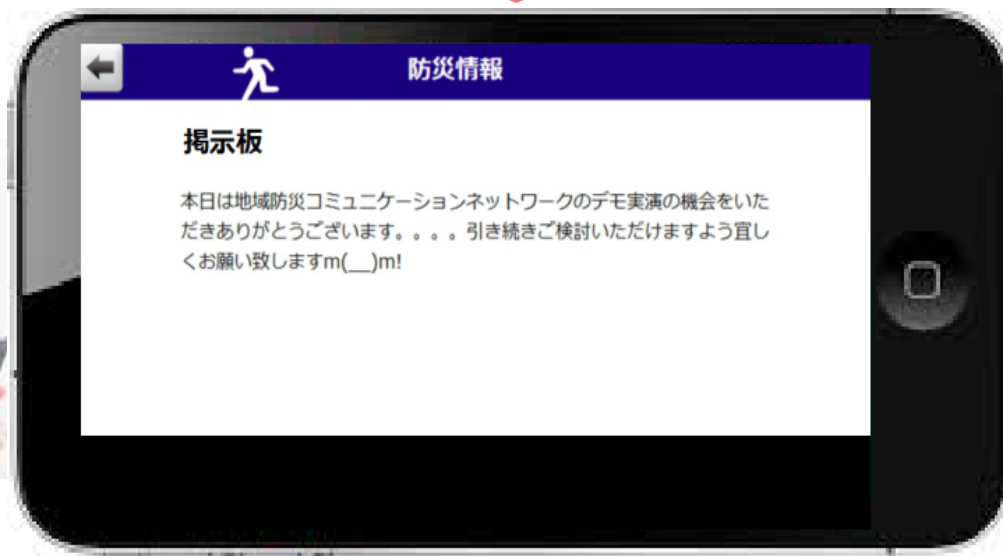 防災情報
掲示板
本日は地域防災コミュニケーションネットワークのデモ実演の機会をいた
だきありがとうございます。。。。引き続きご検討いただけますよう宜し
くお願い致しますm(__)m!